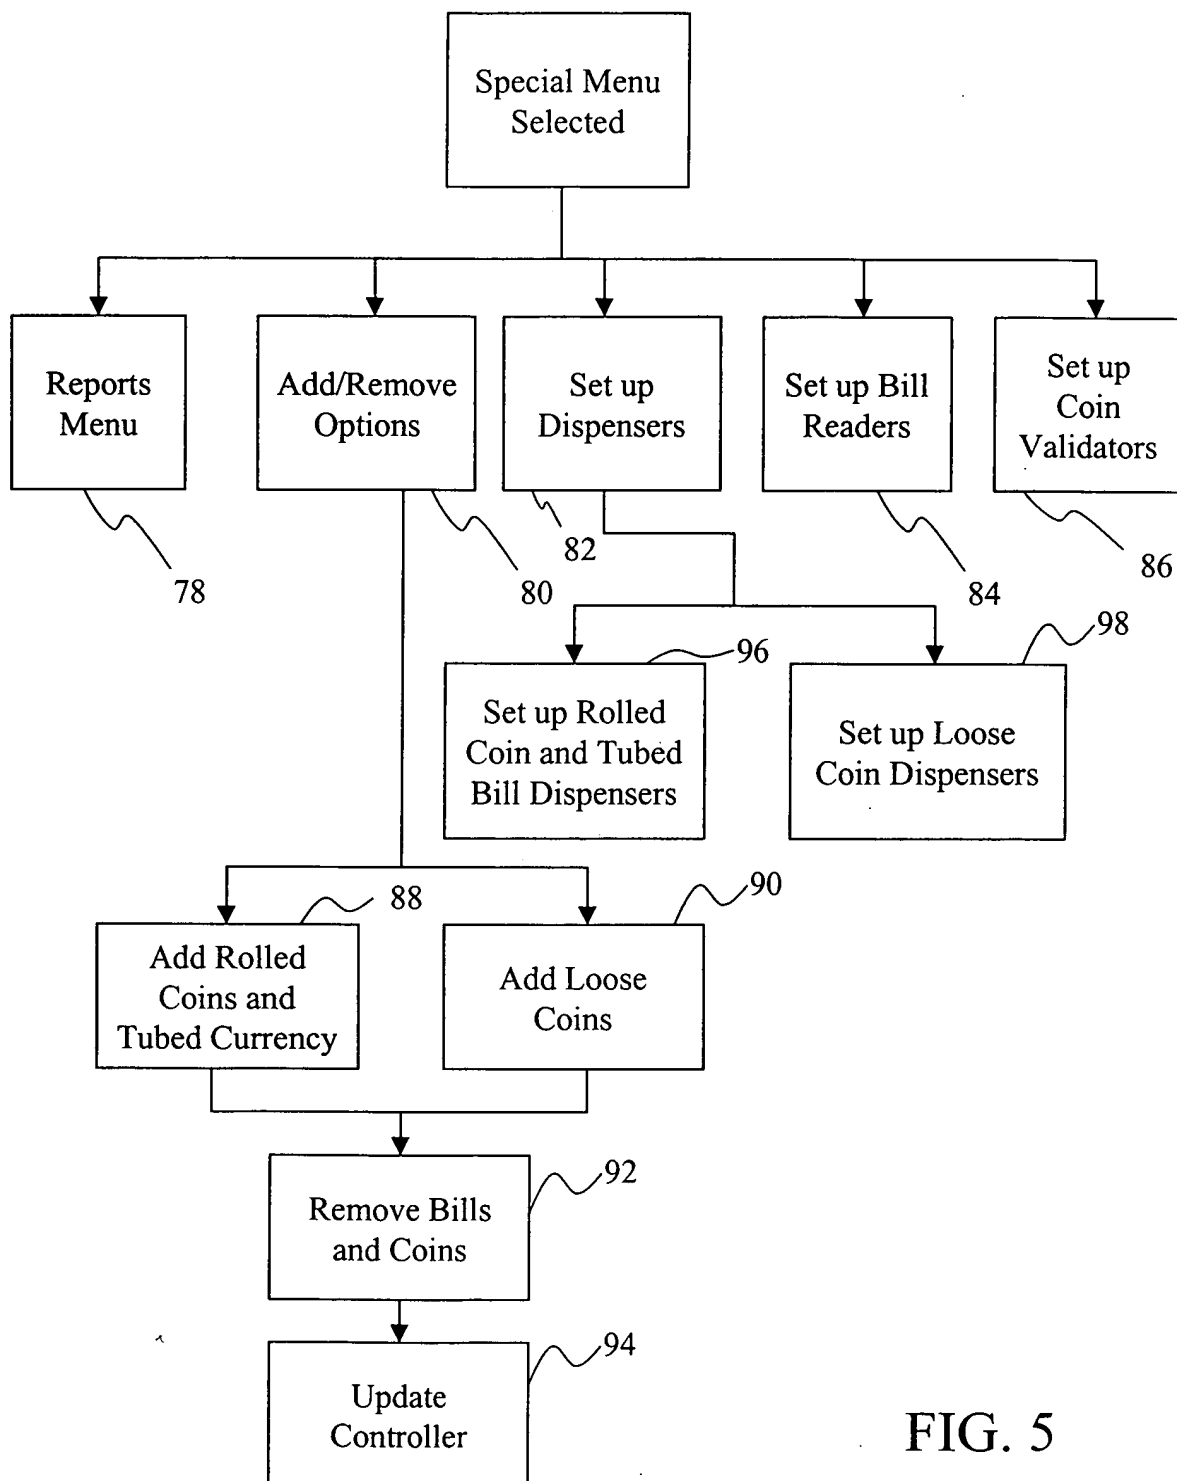 Special Menu
Selected
Reports
Menu
Add/Remove
Options
Set up
Dispensers
Set up Bill
Readers
Set up
Coin
Validators
78
80
82
84
86
96
98
Set up Rolled
Coin and Tubed
Bill Dispensers
Set up Loose
Coin Dispensers
88
90
Add Rolled
Coins and
Tubed Currency
Add Loose
Coins
92
Remove Bills
and Coins
94
Update
Controller
FIG. 5